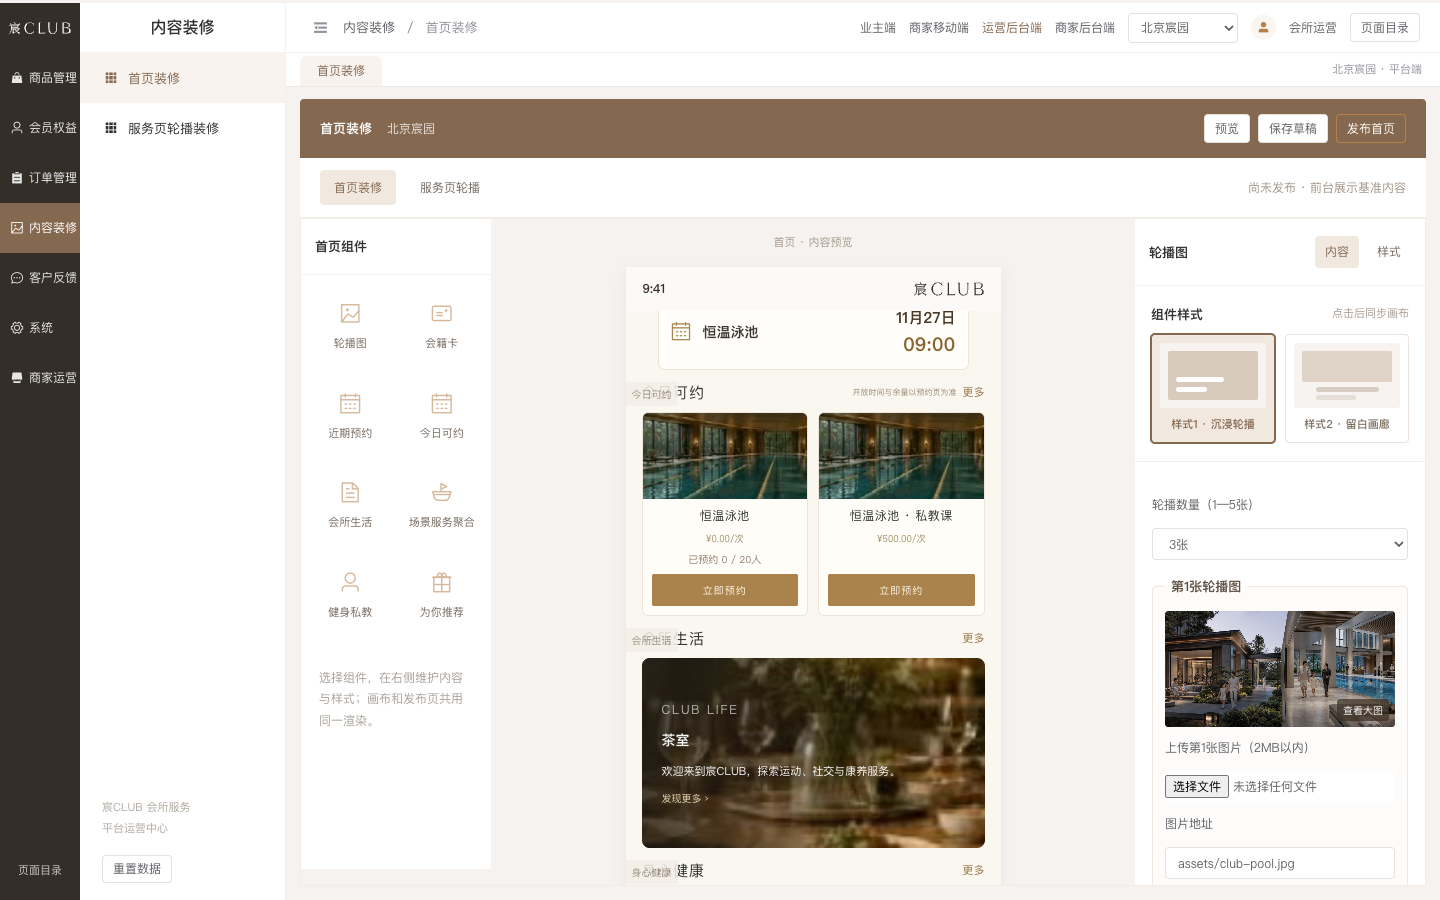 宸CLUB
商品管理
会员权益
订单管理
内容装修
客户反馈
系统
商家运营
页面目录
内容装修
首页装修
服务页轮播装修
宸CLUB 会所服务
平台运营中心
重置数据
内容装修 / 首页装修
业主端 商家移动端 运营后台端 商家后台端 北京宸园 会所运营 页面目录
首页装修
北京宸园 · 平台端
首页装修 北京宸园
预览 保存草稿 发布首页
首页装修 服务页轮播
尚未发布 · 前台展示基准内容
首页组件
轮播图 会籍卡
近期预约 今日可约
会所生活 场景服务聚合
健身私教 为你推荐
选择组件，在右侧维护内容
与样式；画布和发布页共用
同一渲染。
首页 · 内容预览
9:41 宸CLUB
恒温泳池
11月27日
09:00
今日可约
可约
开放时间与余量以预约页为准 更多
恒温泳池
¥0.00/次
已预约 0 / 20人
立即预约
恒温泳池 · 私教课
¥500.00/次
立即预约
会所生活
生活
更多
CLUB LIFE
茶室
欢迎来到宸CLUB，探索运动、社交与康养服务。
发现更多 ›
身心健康
健康
更多
轮播图
内容 样式
组件样式
点击后同步画布
样式1 · 沉浸轮播
样式2 · 留白画廊
轮播数量（1—5张）
3张
第1张轮播图
查看大图
上传第1张图片（2MB以内）
选择文件 未选择任何文件
图片地址
assets/club-pool.jpg